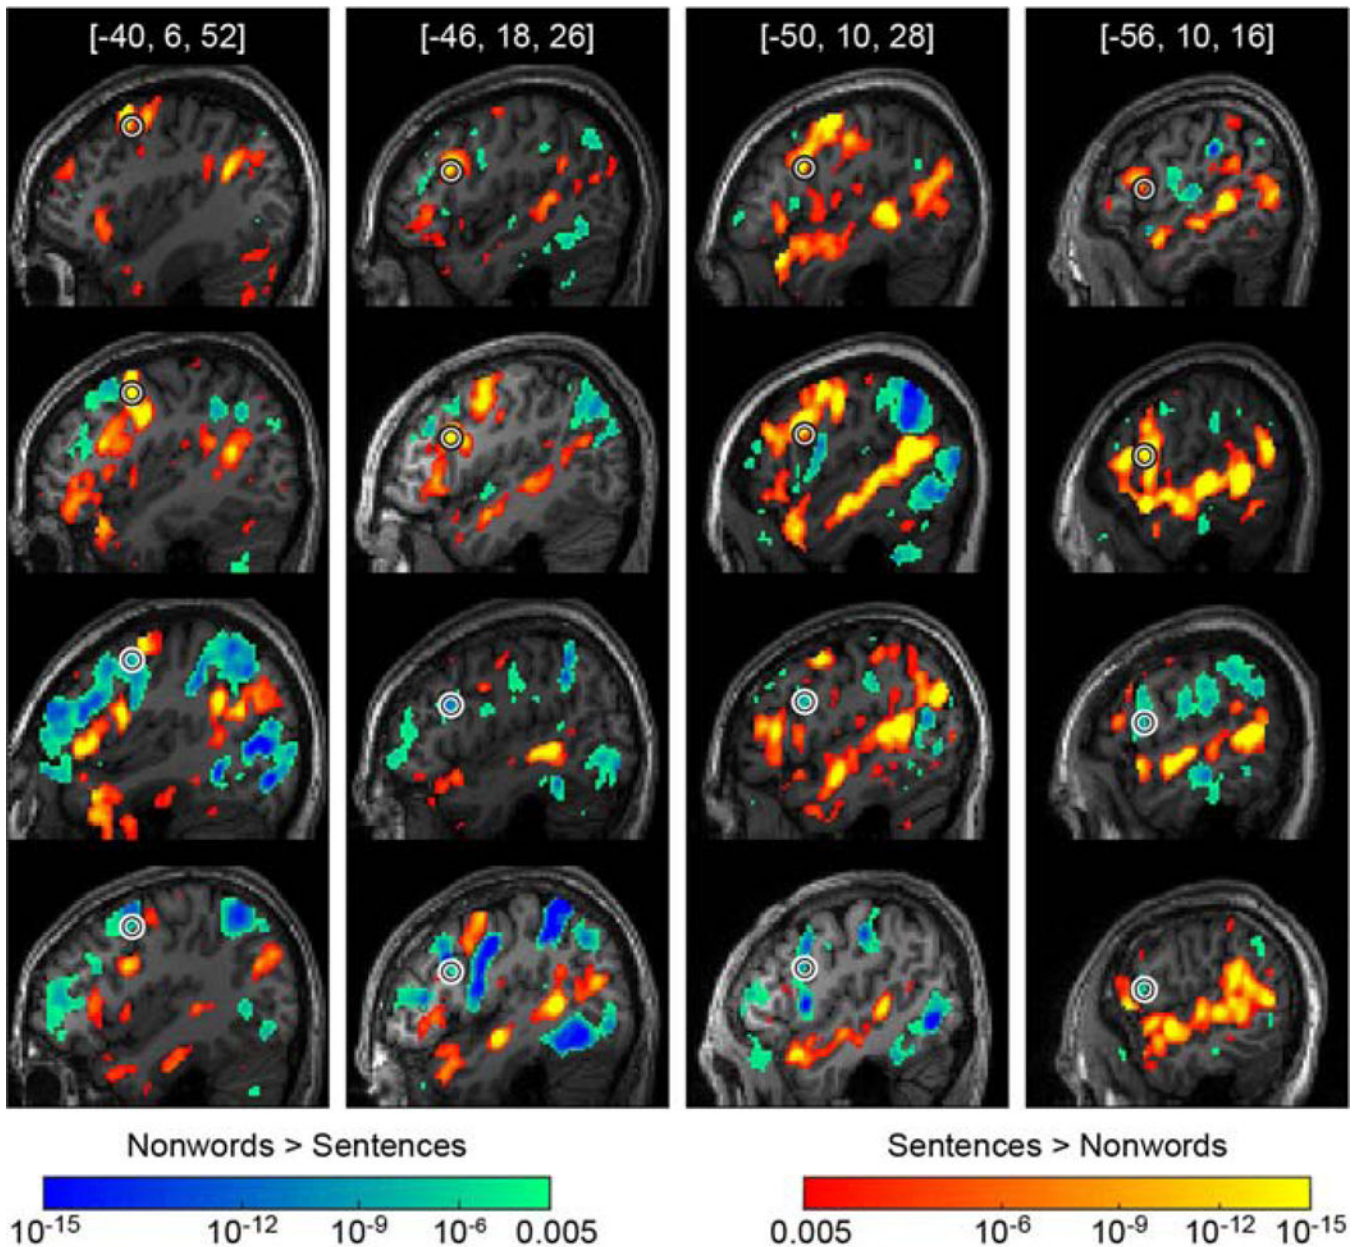 [-40, 6, 52] [-46, 18, 26] [-50, 10, 28] [-56, 10, 16]
Nonwords > Sentences Sentences > Nonwords
10-15 10-12 10-9 10-6 0.005 0.005 10-6 10-9 10-12 10-15